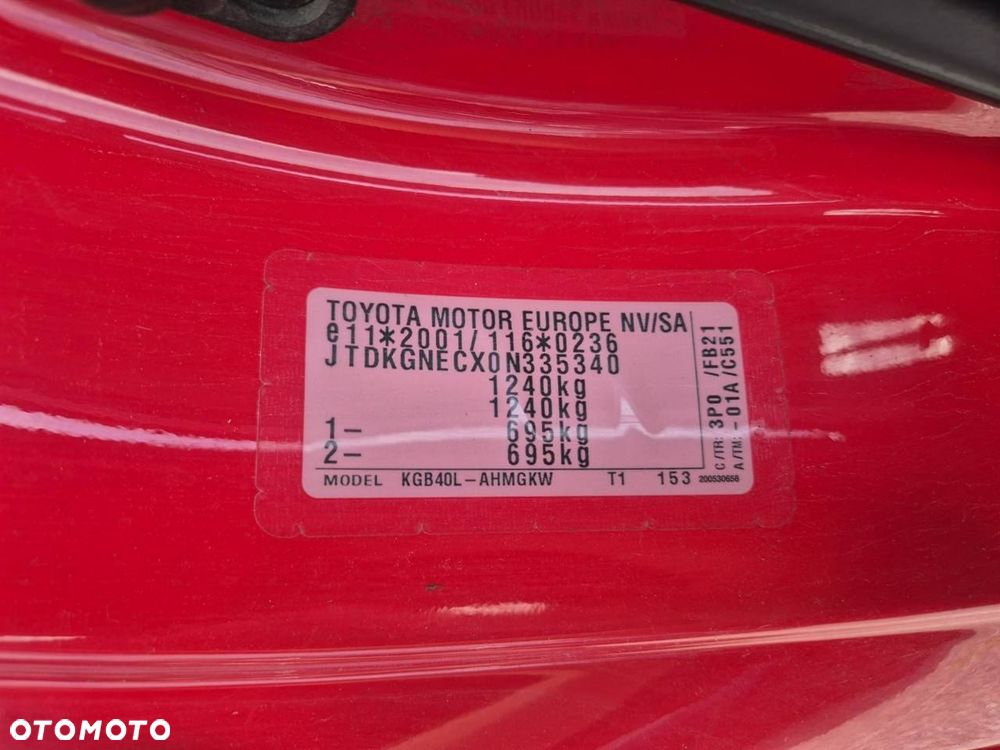 TOYOTA MOTOR EUROPE NV/SA
e11*2001/116*0236
JTDKGNECX0N335340
1240kg
1240kg
1- 695kg
2- 695kg
MODEL KGB40L-AHMGKW T1 153
C/TR: 3P0 /FB21
A/TM: -01A /C551
200530656
OTOMOTO